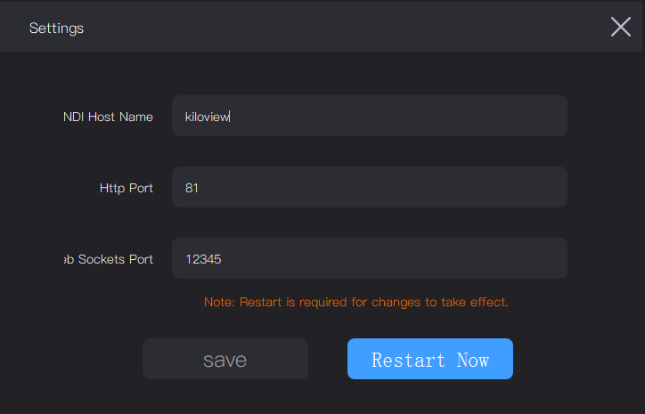 Settings
NDI Host Name kiloview
Http Port 81
eb Sockets Port 12345
Note: Restart is required for changes to take effect.
save Restart Now